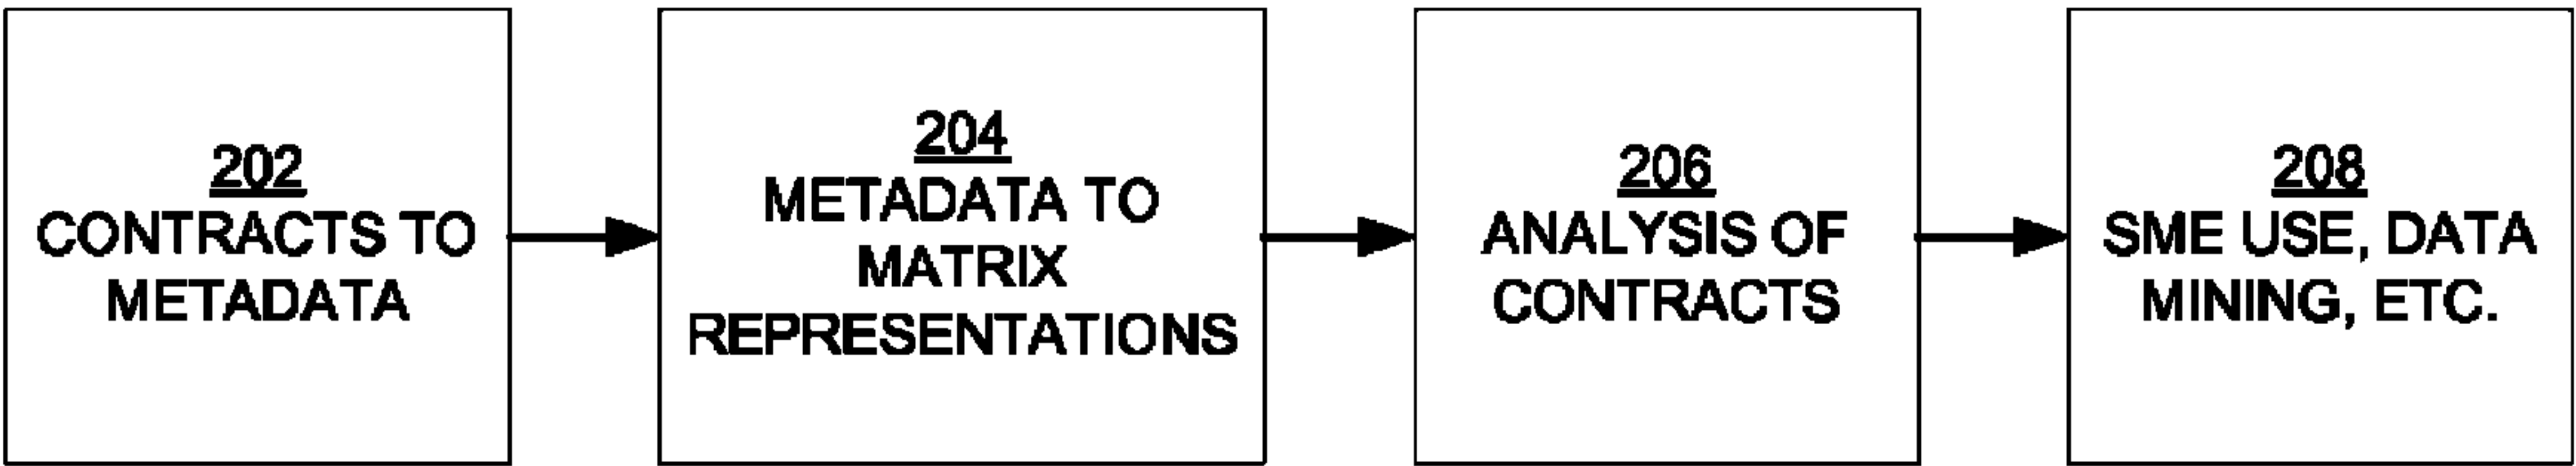 202
CONTRACTS TO
METADATA
204
METADATA TO
MATRIX
REPRESENTATIONS
206
ANALYSIS OF
CONTRACTS
208
SME USE, DATA
MINING, ETC.